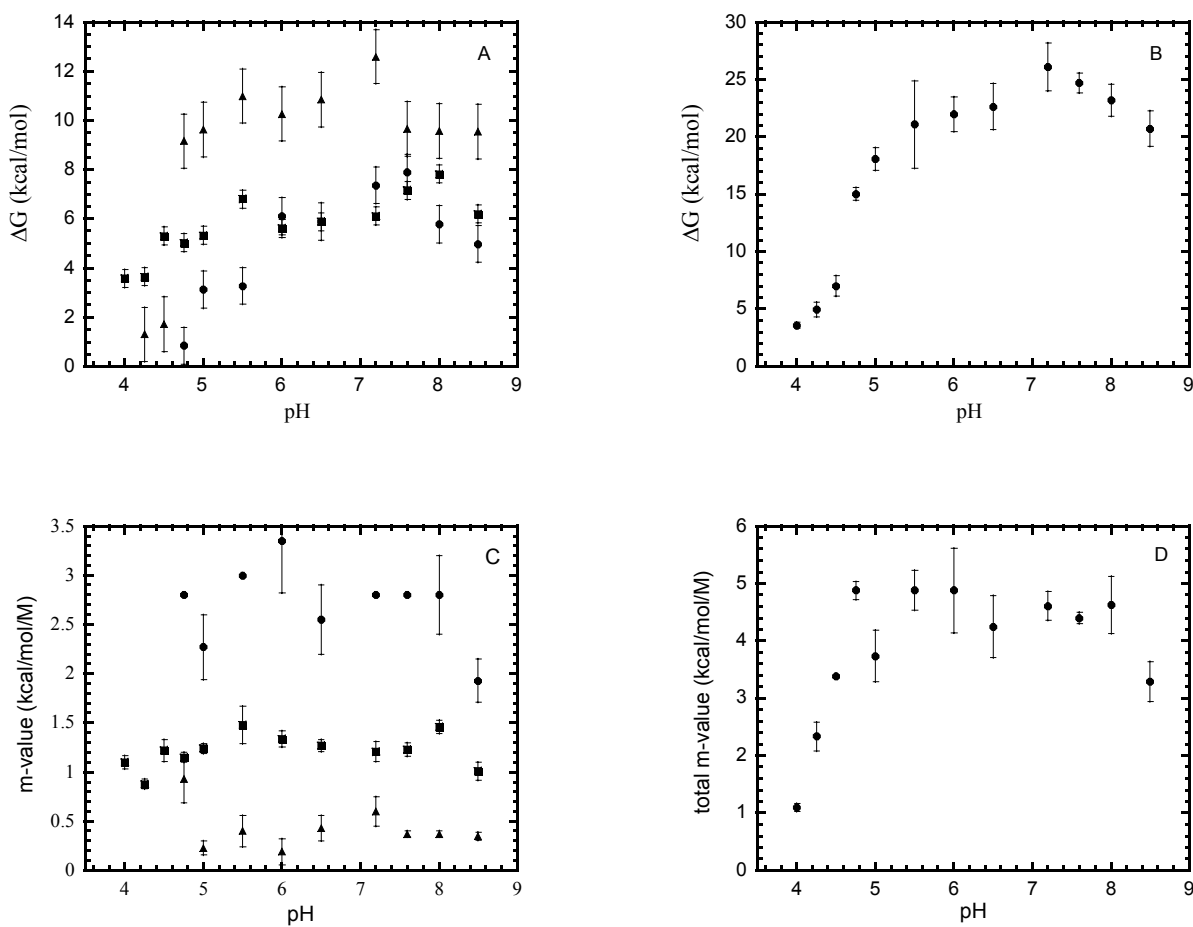 A
ΔG (kcal/mol)
14
12
10
8
6
4
2
0
4 5 6 7 8 9
pH
B
ΔG (kcal/mol)
30
25
20
15
10
5
0
4 5 6 7 8 9
pH
C
m-value (kcal/mol/M)
3.5
3
2.5
2
1.5
1
0.5
0
4 5 6 7 8 9
pH
D
total m-value (kcal/mol/M)
6
5
4
3
2
1
0
4 5 6 7 8 9
pH